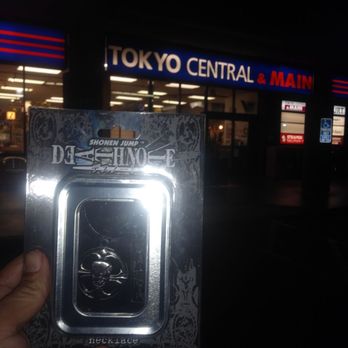 TOKYO CENTRAL & MAIN
SHONEN JUMP
DEATH NOTE
necklace